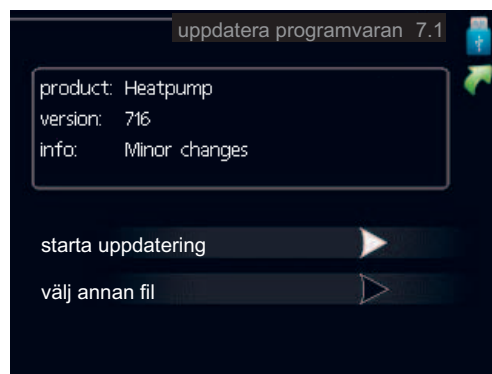 uppdatera programvaran 7.1
product: Heatpump
version: 716
info: Minor changes
starta uppdatering
välj annan fil